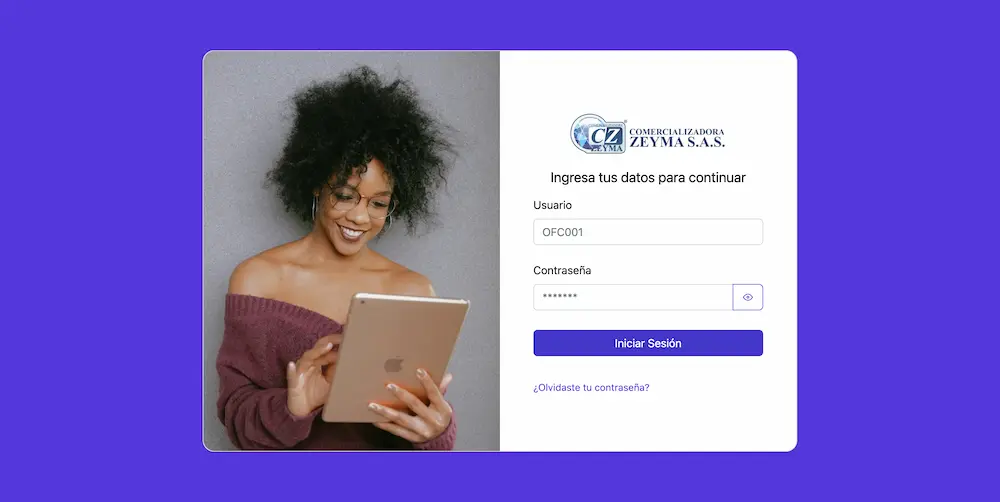 CZ
ZEYMA
COMERCIALIZADORA
ZEYMA S.A.S.
Ingresa tus datos para continuar
Usuario
OFC001
Contraseña
*******
Iniciar Sesión
¿Olvidaste tu contraseña?